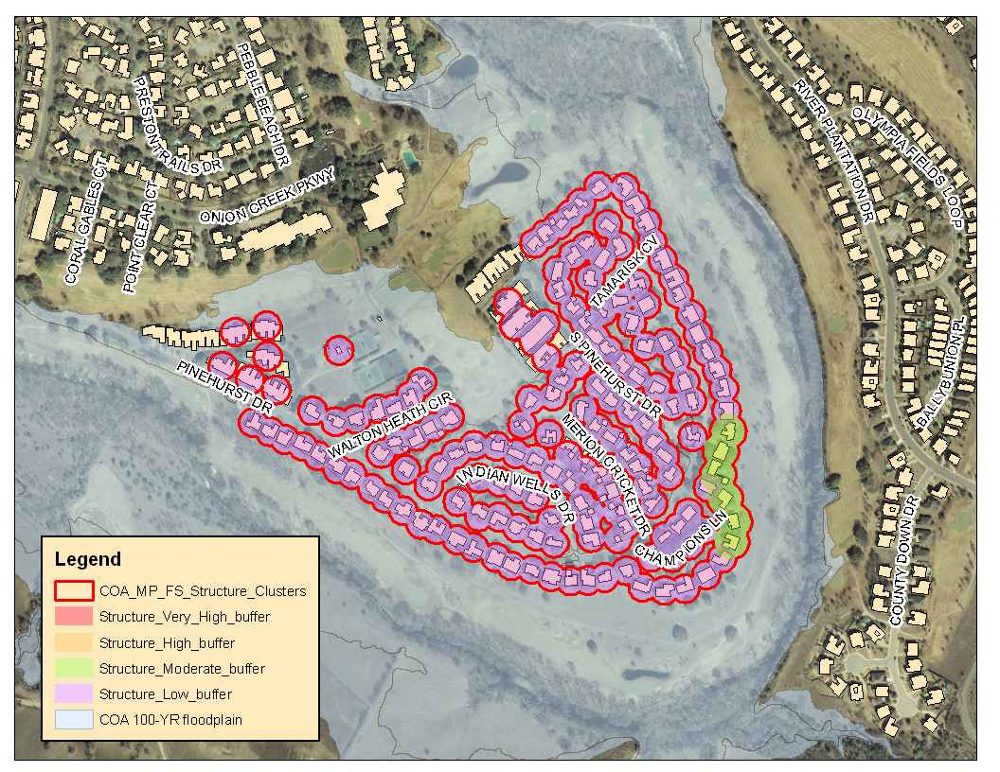 PEBBLE BEACH DR
PRESTON TRAILS DR
CORAL GABLES CT
POINT CLEAR CT
ONION CREEK PKWY
RIVER PLANTATION DR
OLYMPIA FIELDS LOOP
TAMARISK CV
S PINEHURST DR
BALLYBUNION PL
PINEHURST DR
WALTON HEATH CIR
MERION CRICKET DR
INDIAN WELLS DR
CHAMPIONS LN
COUNTY DOWN DR
Legend
COA_MP_FS_Structure_Clusters
Structure_Very_High_buffer
Structure_High_buffer
Structure_Moderate_buffer
Structure_Low_buffer
COA 100-YR floodplain